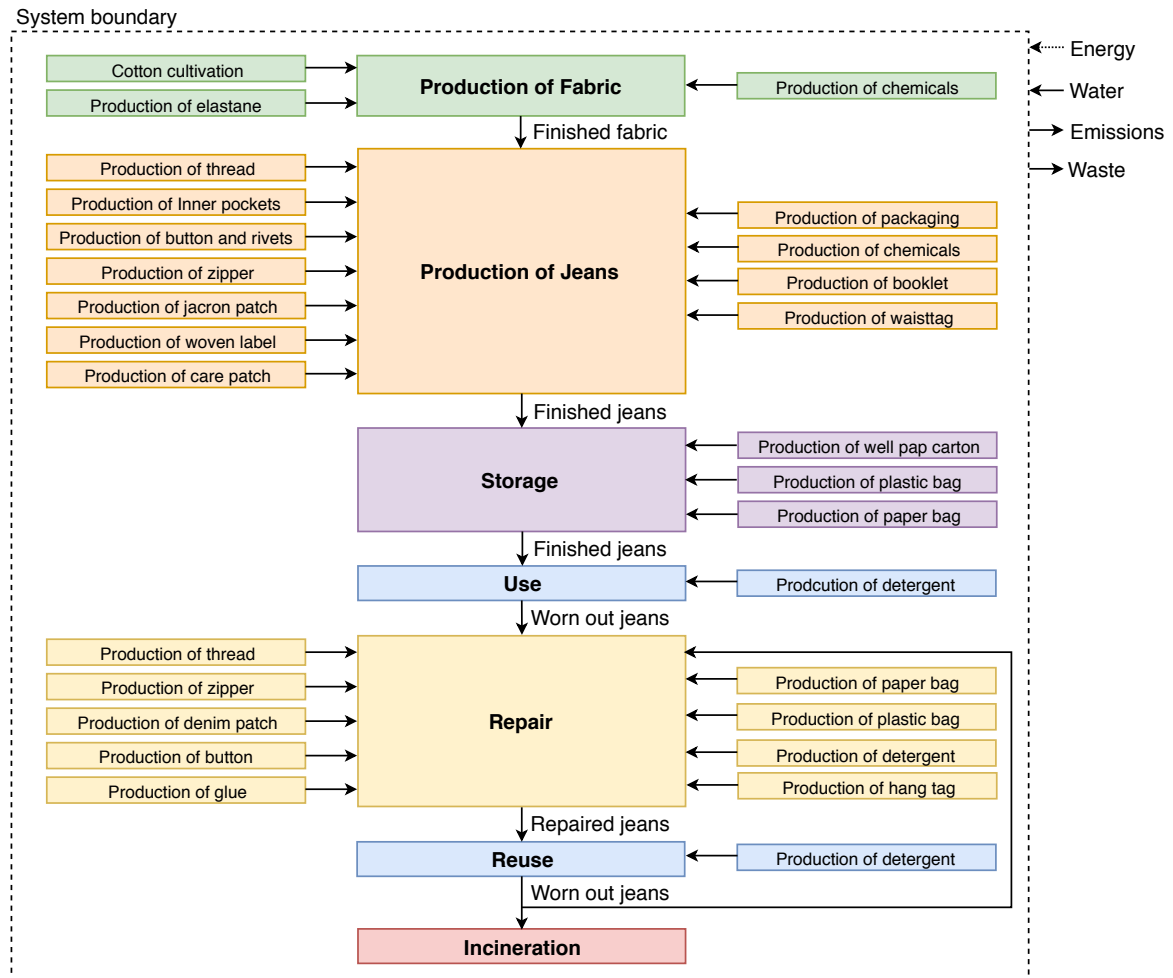 System boundary
Energy
Water
Emissions
Waste
Cotton cultivation
Production of elastane
Production of Fabric
Production of chemicals
Finished fabric
Production of thread
Production of Inner pockets
Production of button and rivets
Production of zipper
Production of jacron patch
Production of woven label
Production of care patch
Production of Jeans
Production of packaging
Production of chemicals
Production of booklet
Production of waisttag
Finished jeans
Storage
Production of well pap carton
Production of plastic bag
Production of paper bag
Finished jeans
Use
Prodcution of detergent
Worn out jeans
Production of thread
Production of zipper
Production of denim patch
Production of button
Production of glue
Repair
Production of paper bag
Production of plastic bag
Production of detergent
Production of hang tag
Repaired jeans
Reuse
Production of detergent
Worn out jeans
Incineration